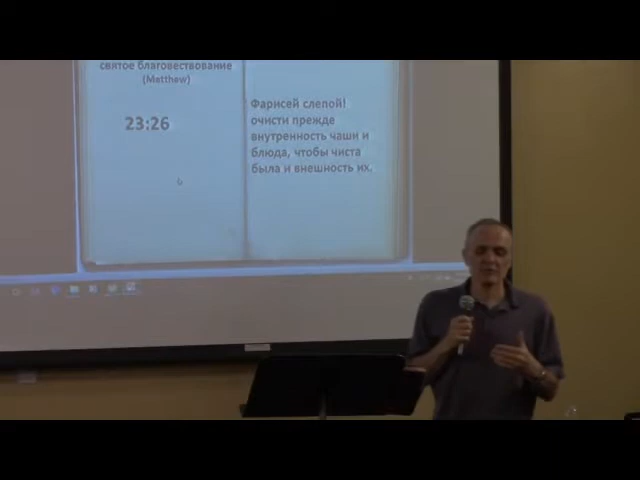 святое благовествование
(Matthew)
23:26
Фарисей слепой!
очисти прежде
внутренность чаши и
блюда, чтобы чиста
была и внешность их.